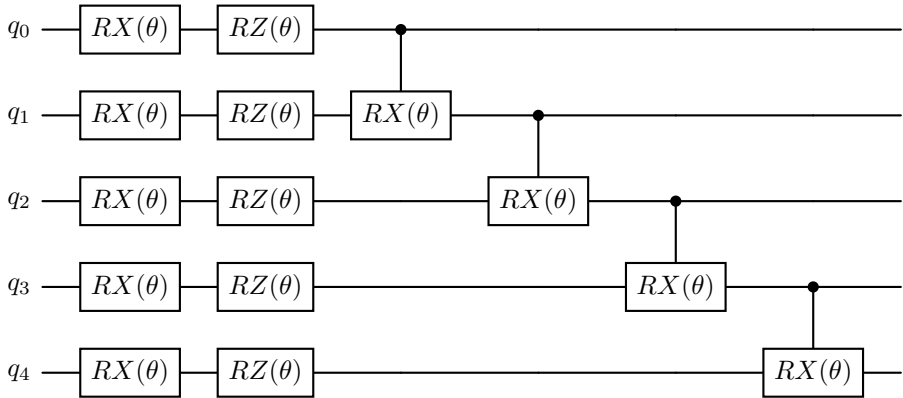 q₀ RX(θ) RZ(θ)
q₁ RX(θ) RZ(θ) RX(θ)
q₂ RX(θ) RZ(θ) RX(θ)
q₃ RX(θ) RZ(θ) RX(θ)
q₄ RX(θ) RZ(θ) RX(θ)